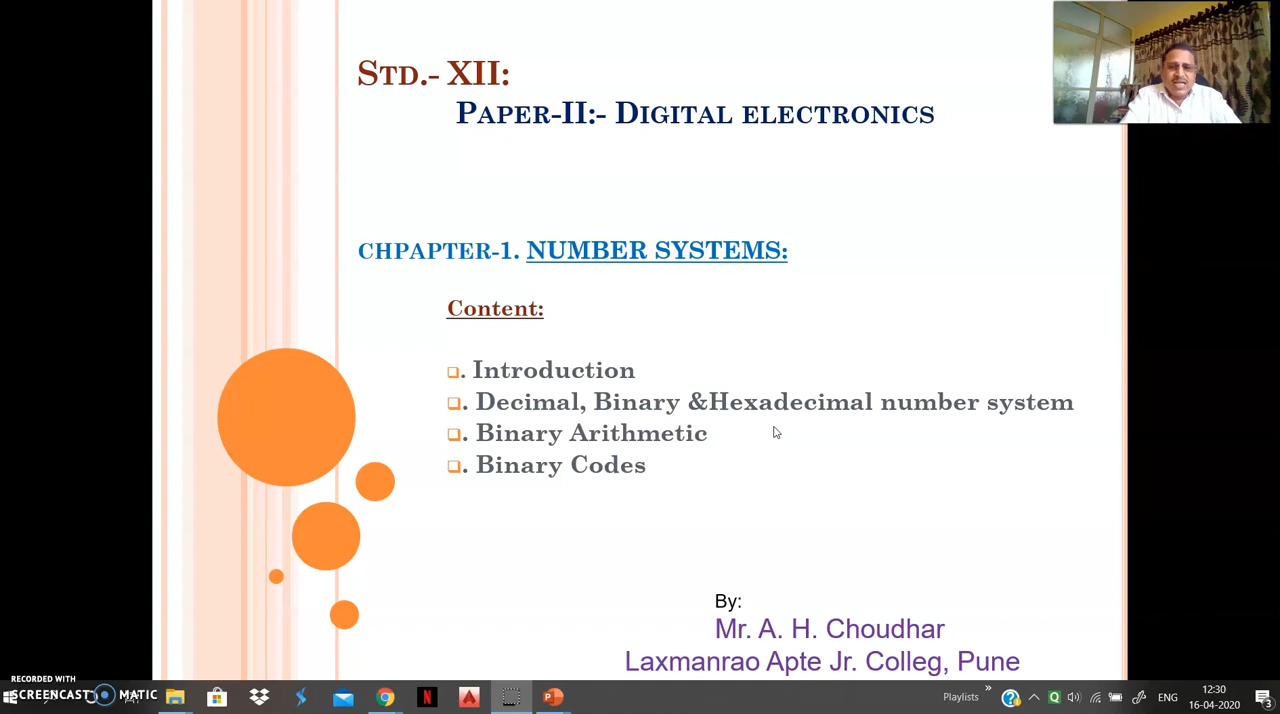 STD.- XII:
PAPER-II:- DIGITAL ELECTRONICS
CHPAPTER-1. NUMBER SYSTEMS:
Content:
. Introduction
. Decimal, Binary &Hexadecimal number system
. Binary Arithmetic
. Binary Codes
By:
Mr. A. H. Choudhar
Laxmanrao Apte Jr. Colleg, Pune
RECORDED WITH
SCREENCAST MATIC
Playlists
ENG
12:30
16-04-2020
3